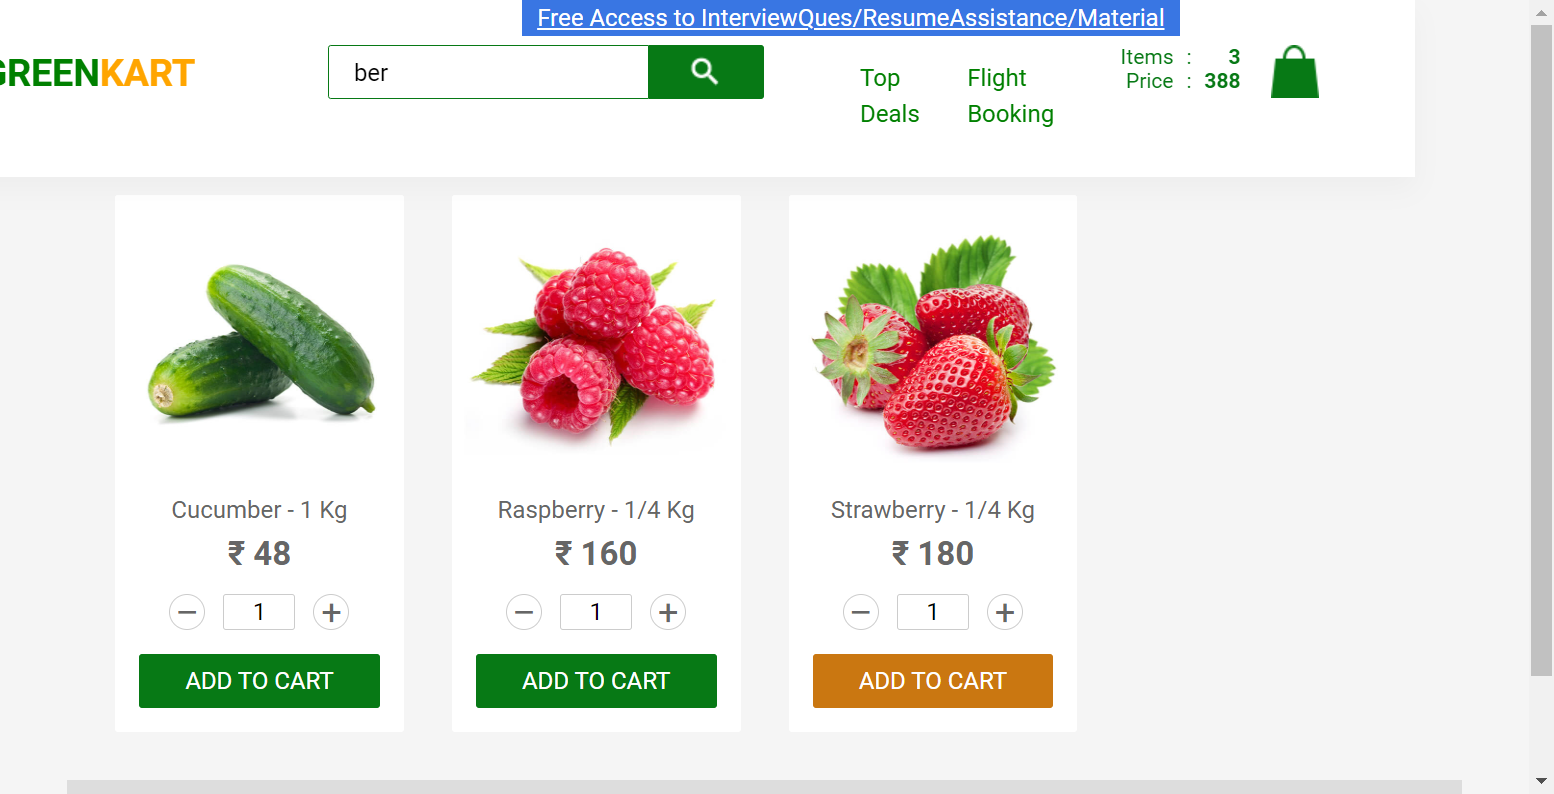 Free Access to InterviewQues/ResumeAssistance/Material
GREENKART
ber
Top Deals
Flight Booking
Items : 3
Price : 388
Cucumber - 1 Kg
₹ 48
− 1 +
ADD TO CART
Raspberry - 1/4 Kg
₹ 160
− 1 +
ADD TO CART
Strawberry - 1/4 Kg
₹ 180
− 1 +
ADD TO CART